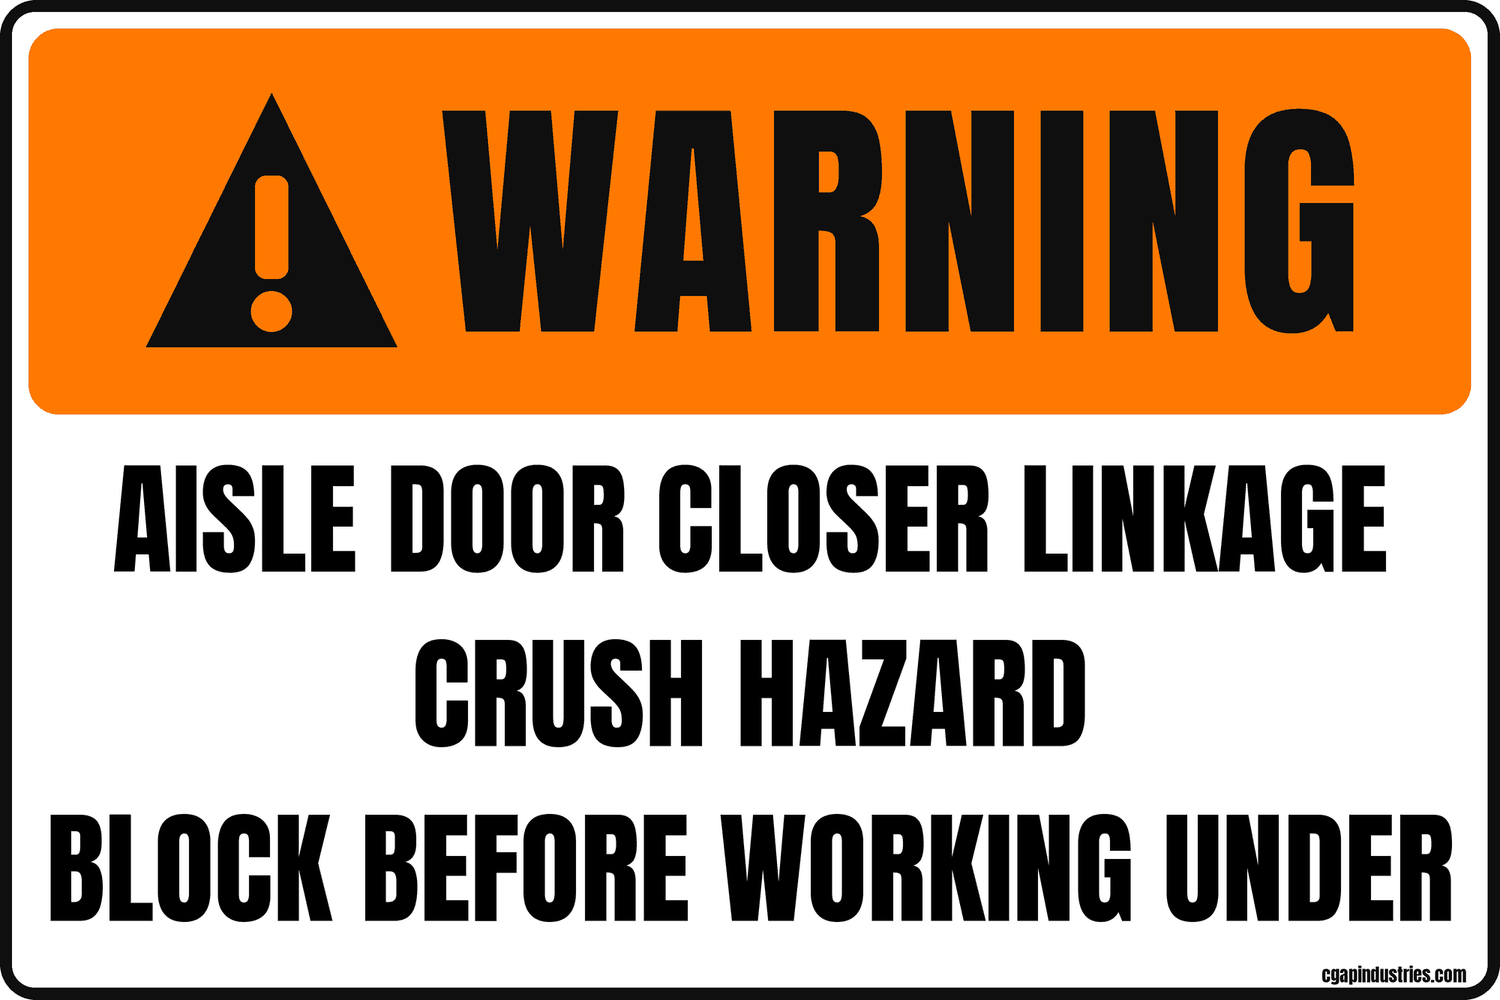 WARNING
AISLE DOOR CLOSER LINKAGE
CRUSH HAZARD
BLOCK BEFORE WORKING UNDER
cgapindustries.com